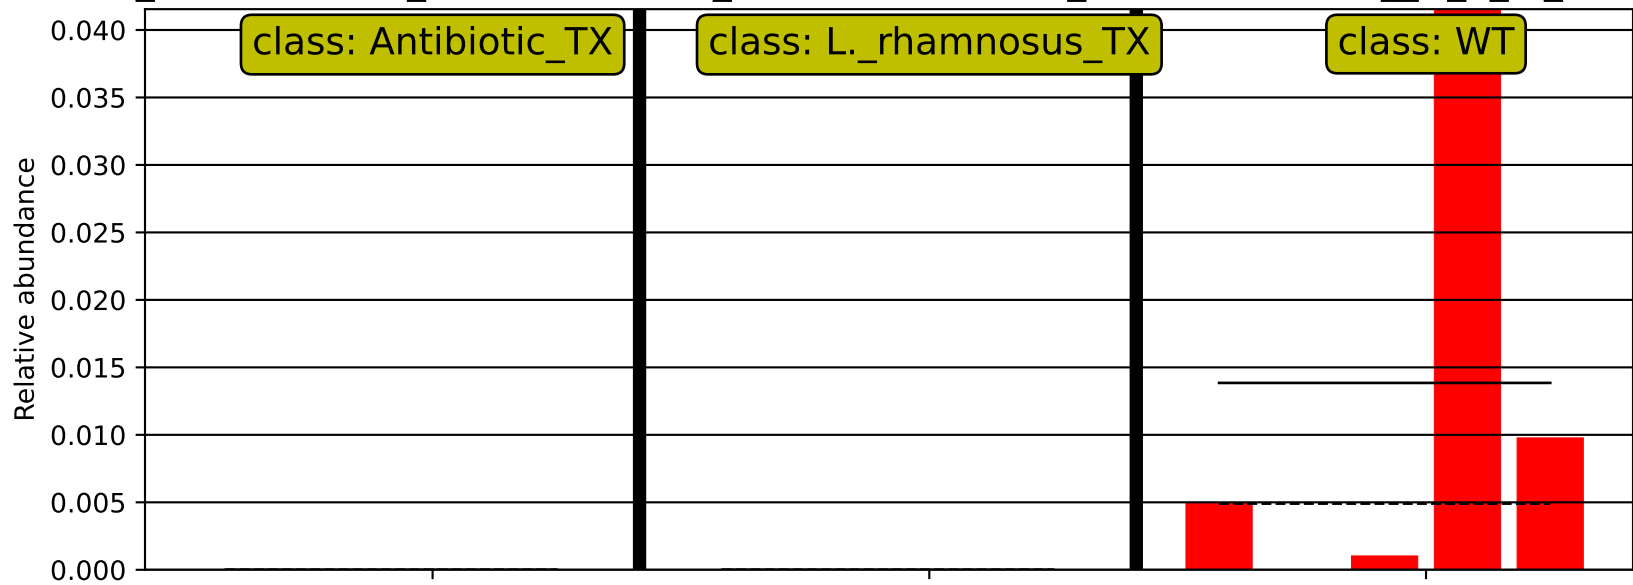 class: Antibiotic_TX
class: L._rhamnosus_TX
class: WT
Relative abundance
0.040
0.035
0.030
0.025
0.020
0.015
0.010
0.005
0.000